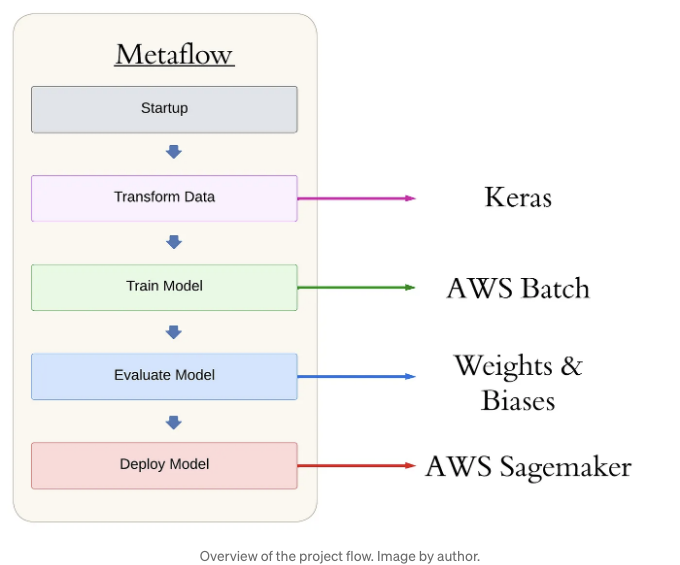 Metaflow
Startup
Transform Data
Keras
Train Model
AWS Batch
Evaluate Model
Weights &
Biases
Deploy Model
AWS Sagemaker
Overview of the project flow. Image by author.